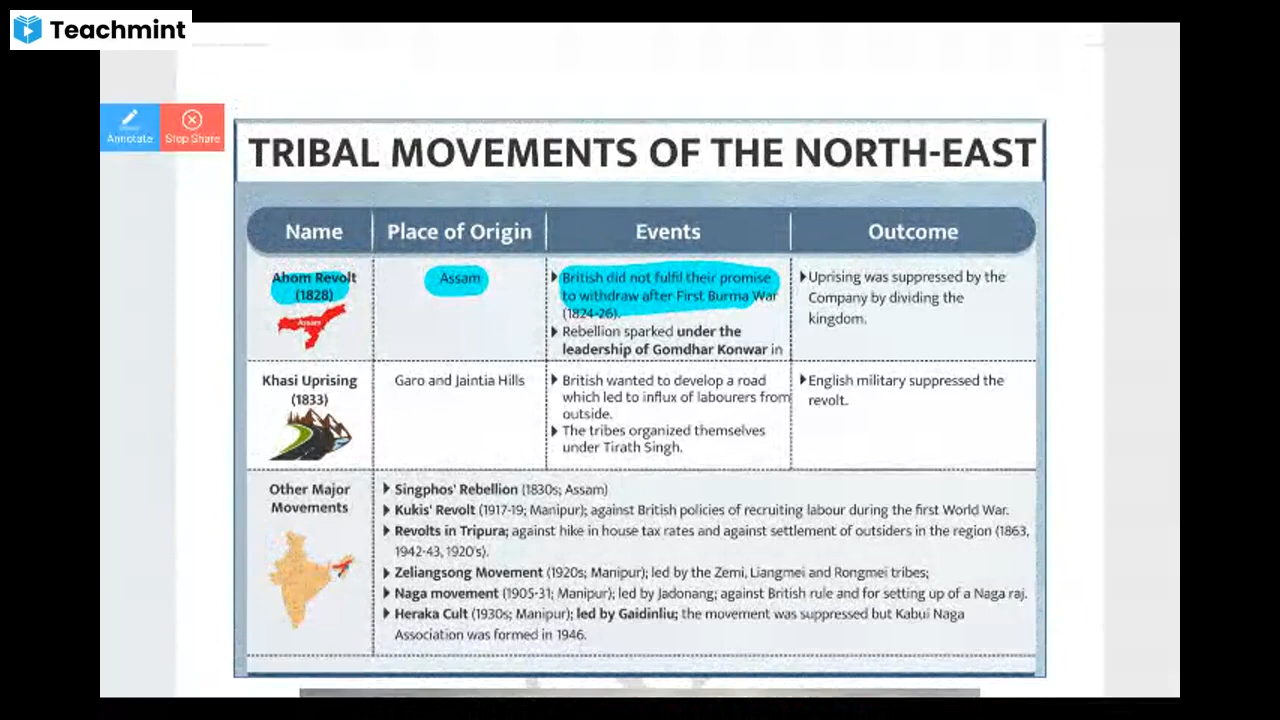 Teachmint
Annotate
Stop Share
TRIBAL MOVEMENTS OF THE NORTH-EAST
Name
Place of Origin
Events
Outcome
Ahom Revolt
(1828)
Assam
Assam
British did not fulfil their promise
to withdraw after First Burma War
(1824-26).
Rebellion sparked under the
leadership of Gomdhar Konwar in
Uprising was suppressed by the
Company by dividing the
kingdom.
Khasi Uprising
(1833)
Garo and Jaintia Hills
British wanted to develop a road
which led to influx of labourers from
outside.
The tribes organized themselves
under Tirath Singh.
English military suppressed the
revolt.
Other Major
Movements
Singphos' Rebellion (1830s; Assam)
Kukis' Revolt (1917-19; Manipur); against British policies of recruiting labour during the first World War.
Revolts in Tripura; against hike in house tax rates and against settlement of outsiders in the region (1863,
1942-43, 1920's).
Zeliangsong Movement (1920s; Manipur); led by the Zemi, Liangmei and Rongmei tribes;
Naga movement (1905-31; Manipur); led by Jadonang; against British rule and for setting up of a Naga raj.
Heraka Cult (1930s; Manipur); led by Gaidinliu; the movement was suppressed but Kabui Naga
Association was formed in 1946.